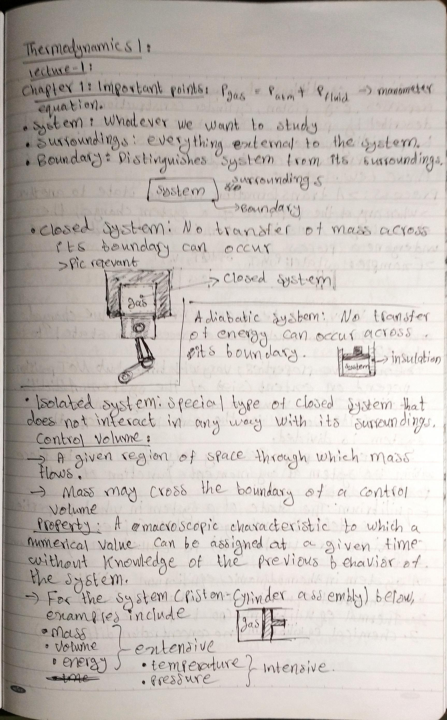 Thermodynamics 1:
Lecture-1:
Chapter 1: Important points: Pgas = Patm + Pfluid → manometer
equation.
• System: Whatever we want to study
• Surroundings: everything external to the system.
• Boundary: Distinguishes system from its surroundings.
surroundings
System
→ Boundary
• Closed System: No transfer of mass across
its boundary can occur
> Pic relevant
→ Closed system
gas
Adiabatic system: No transfer
of energy can occur across
its boundary.
system
→ insulation
• Isolated system: special type of closed system that
does not interact in any way with its surroundings.
Control Volume:
→ A given region of space through which mass
flows.
→ Mass may cross the boundary of a control
volume
Property: A macroscopic characteristic to which a
numerical value can be assigned at a given time
without knowledge of the previous behavior of
the system.
→ For the system (Piston-Cylinder assembly) below,
examples include
gas
• Mass
• Volume
• energy
extensive
• temperature
• pressure
intensive.